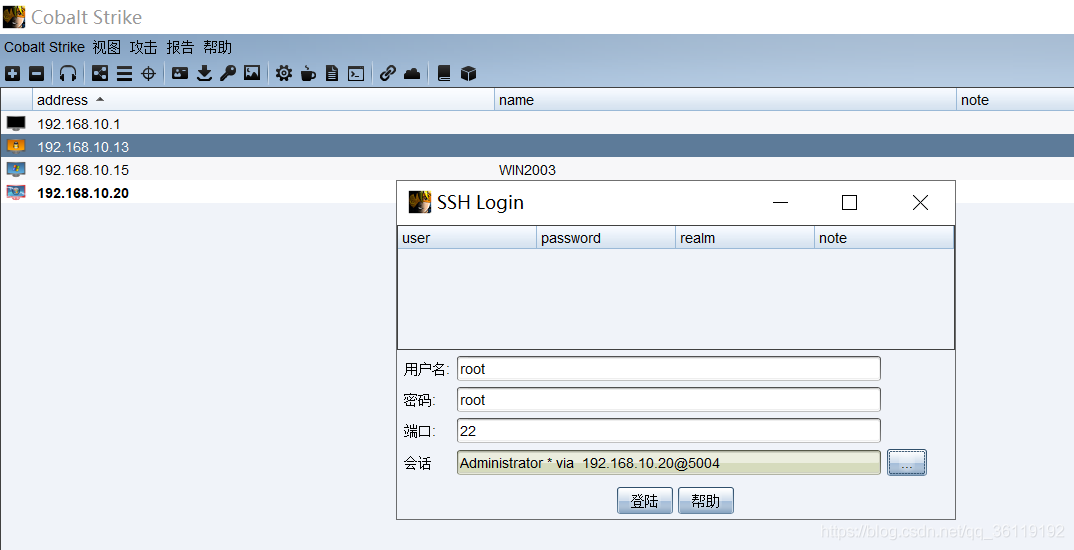 Cobalt Strike
Cobalt Strike 视图 攻击 报告 帮助
address name note
192.168.10.1
192.168.10.13
192.168.10.15 WIN2003
192.168.10.20
SSH Login
user password realm note
用户名: root
密码: root
端口: 22
会话 Administrator * via 192.168.10.20@5004 ...
登陆 帮助
https://blog.csdn.net/qq_36119192